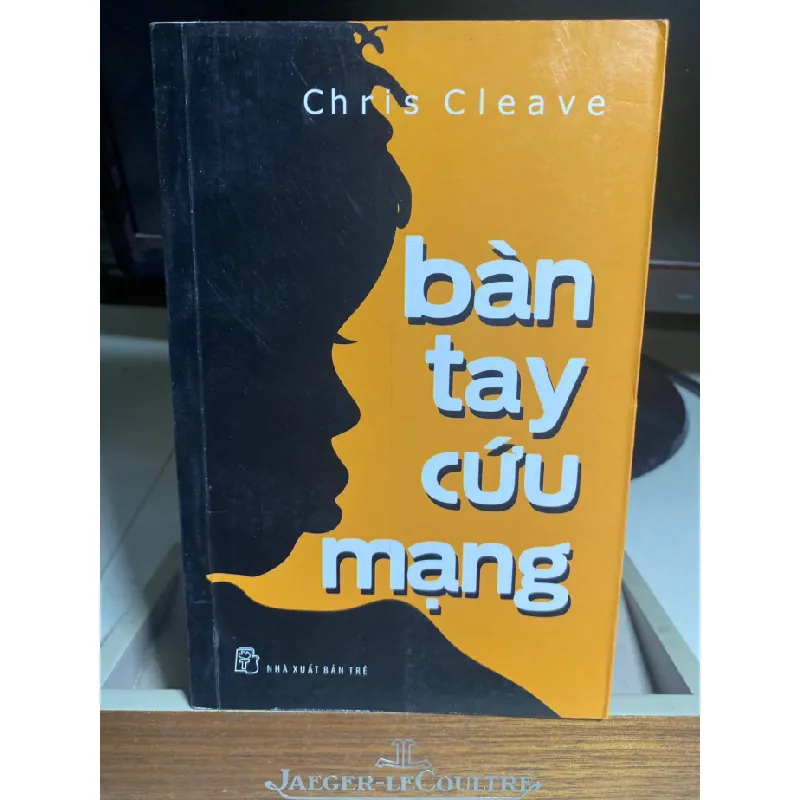 Chris Cleave
bàn
tay
cứu
mạng
NHÀ XUẤT BẢN TRẺ
JAEGER-LECOULTRE